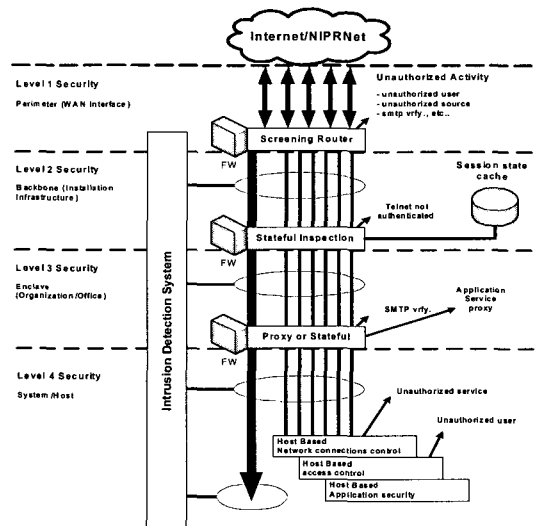 Internet/NIPRNet
Level 1 Security
Perimeter (WAN Interface)
Unauthorized Activity
- unauthorized user
- unauthorized source
- smtp vrfy., etc..
Screening Router
FW
Level 2 Security
Backbone (Installation
Infrastructure)
Session state
cache
Telnet not
authenticated
Stateful Inspection
FW
Level 3 Security
Enclave
(Organization/Office)
Intrusion Detection System
SMTP vrfy.
Application
Service
proxy
Proxy or Stateful
FW
Level 4 Security
System/Host
Unauthorized service
Unauthorized user
Host Based
Network connections control
Host Based
access control
Host Based
Application security